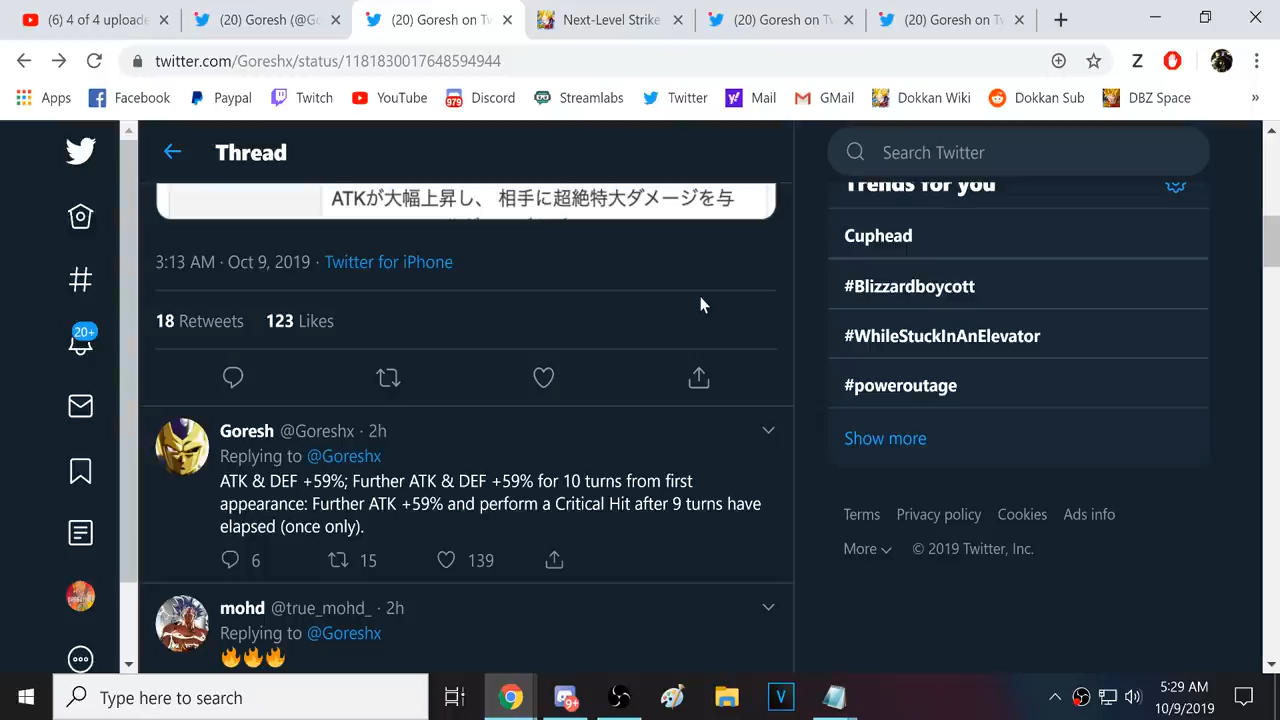 (6) 4 of 4 uploade
(20) Goresh (@Go
(20) Goresh on Tw
Next-Level Strike
(20) Goresh on Tw
(20) Goresh on Tw
twitter.com/Goreshx/status/1181830017648594944
Z
Apps
Facebook
Paypal
Twitch
YouTube
979
Discord
Streamlabs
Twitter
Mail
GMail
Dokkan Wiki
Dokkan Sub
DBZ Space
»
Thread
Search Twitter
ATKが大幅上昇し、相手に超絶特大ダメージを与
Trends for you
Cuphead
3:13 AM · Oct 9, 2019 · Twitter for iPhone
#Blizzardboycott
18 Retweets 123 Likes
#WhileStuckInAnElevator
20+
#poweroutage
Show more
Goresh @Goreshx · 2h
Replying to @Goreshx
ATK & DEF +59%; Further ATK & DEF +59% for 10 turns from first
appearance: Further ATK +59% and perform a Critical Hit after 9 turns have
elapsed (once only).
6 15 139
Terms Privacy policy Cookies Ads info
More © 2019 Twitter, Inc.
mohd @true_mohd_ · 2h
Replying to @Goreshx
🔥🔥🔥
Type here to search
9+
V
5:29 AM
10/9/2019